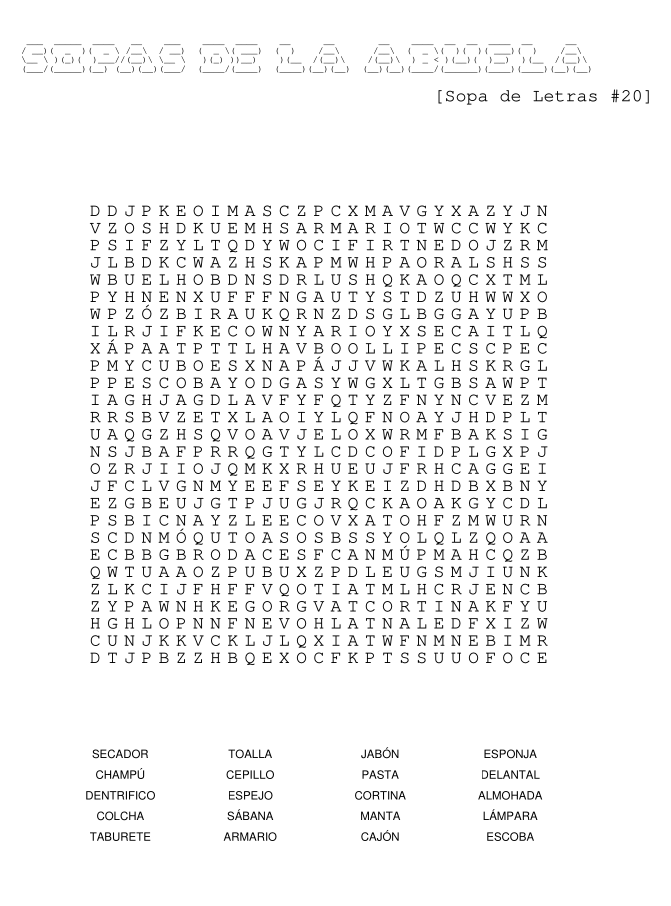 SOPAS DE LA ABUELA
[Sopa de Letras #20]
D D J P K E O I M A S C Z P C X M A V G Y X A Z Y J N
V Z O S H D K U E M H S A R M A R I O T W C C W Y K C
P S I F Z Y L T Q D Y W O C I F I R T N E D O J Z R M
J L B D K C W A Z H S K A P M W H P A O R A L S H S S
W B U E L H O B D N S D R L U S H Q K A O Q C X T M L
P Y H N E N X U F F F N G A U T Y S T D Z U H W W X O
W P Z Ó Z B I R A U K Q R N Z D S G L B G G A Y U P B
I L R J I F K E C O W N Y A R I O Y X S E C A I T L Q
X Á P A A T P T T L H A V B O O L L I P E C S C P E C
P M Y C U B O E S X N A P Á J J V W K A L H S K R G L
P P E S C O B A Y O D G A S Y W G X L T G B S A W P T
I A G H J A G D L A V F Y F Q T Y Z F N Y N C V E Z M
R R S B V Z E T X L A O I Y L Q F N O A Y J H D P L T
U A Q G Z H S Q V O A V J E L O X W R M F B A K S I G
N S J B A F P R R Q G T Y L C D C O F I D P L G X P J
O Z R J I I O J Q M K X R H U E U J F R H C A G G E I
J F C L V G N M Y E E F S E Y K E I Z D H D B X B N Y
E Z G B E U J G T P J U G J R Q C K A O A K G Y C D L
P S B I C N A Y Z L E E C O V X A T O H F Z M W U R N
S C D N M Ó Q U T O A S O S B S S Y O L Q L Z Q O A A
E C B B G B R O D A C E S F C A N M Ú P M A H C Q Z B
Q W T U A A O Z P U B U X Z P D L E U G S M J I U N K
Z L K C I J F H F F V Q O T I A T M L H C R J E N C B
Z Y P A W N H K E G O R G V A T C O R T I N A K F Y U
H G H L O P N N F N E V O H L A T N A L E D F X I Z W
C U N J K K V C K L J L Q X I A T W F N M N E B I M R
D T J P B Z Z H B Q E X O C F K P T S S U U O F O C E
SECADOR TOALLA JABÓN ESPONJA
CHAMPÚ CEPILLO PASTA DELANTAL
DENTRIFICO ESPEJO CORTINA ALMOHADA
COLCHA SÁBANA MANTA LÁMPARA
TABURETE ARMARIO CAJÓN ESCOBA